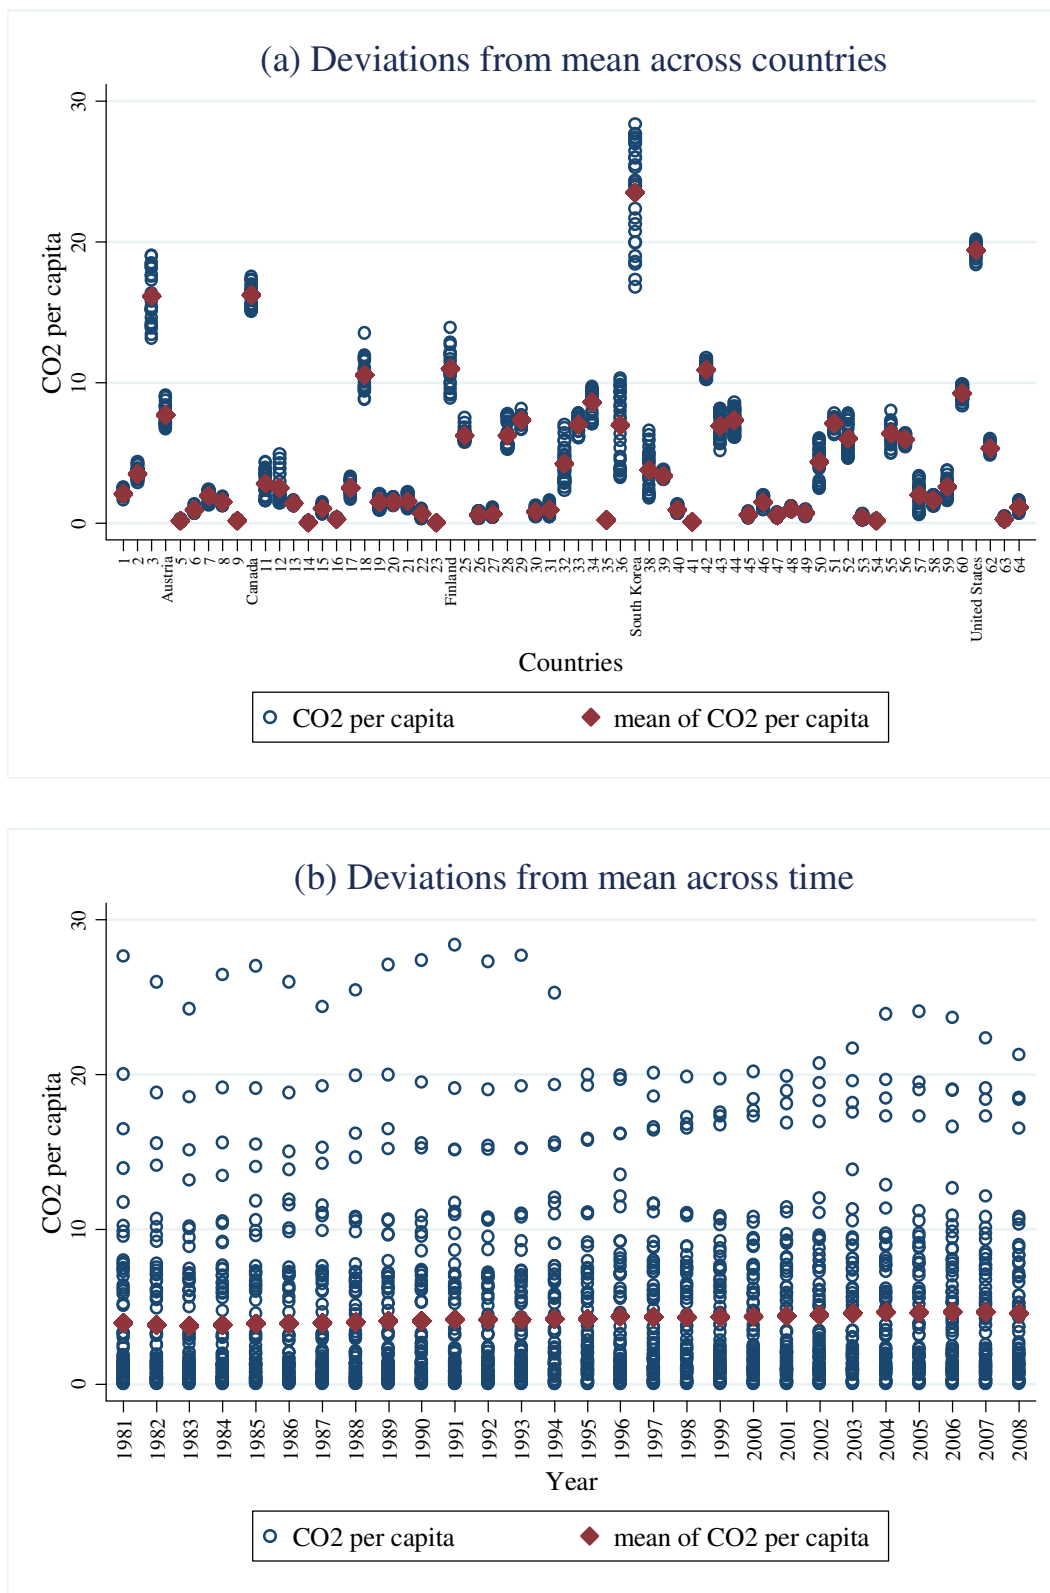 (a) Deviations from mean across countries
30
20
10
0
CO2 per capita
1 2 3 Austria 5 6 7 8 9 Canada 11 12 13 14 15 16 17 18 19 20 21 22 23 Finland 25 26 27 28 29 30 31 32 33 34 35 36 South Korea 38 39 40 41 42 43 44 45 46 47 48 49 50 51 52 53 54 55 56 57 58 59 60 United States 62 63 64
Countries
CO2 per capita mean of CO2 per capita
(b) Deviations from mean across time
30
20
10
0
CO2 per capita
1981 1982 1983 1984 1985 1986 1987 1988 1989 1990 1991 1992 1993 1994 1995 1996 1997 1998 1999 2000 2001 2002 2003 2004 2005 2006 2007 2008
Year
CO2 per capita mean of CO2 per capita